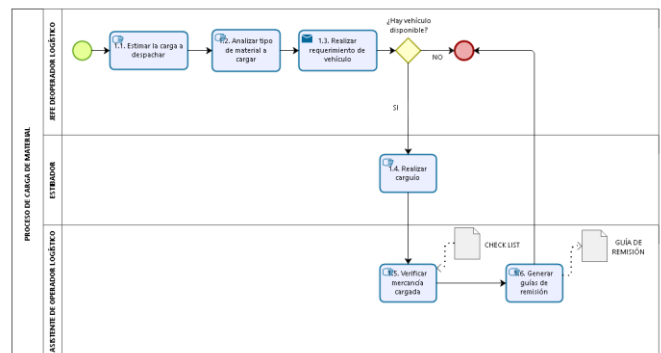 PROCESO DE CARGA DE MATERIAL
JEFE DEOPERADOR LOGÍSTICO
1.1. Estimar la carga a
despachar
1.2. Analizar tipo
de material a
cargar
1.3. Realizar
requerimiento de
vehículo
¿Hay vehículo
disponible?
NO
SI
ESTIBADOR
1.4. Realizar
carguío
ASISTENTE DE OPERADOR LOGÍSTICO
1.5. Verificar
mercancía
cargada
CHECK LIST
1.6. Generar
guías de
remisión
GUÍA DE
REMISIÓN